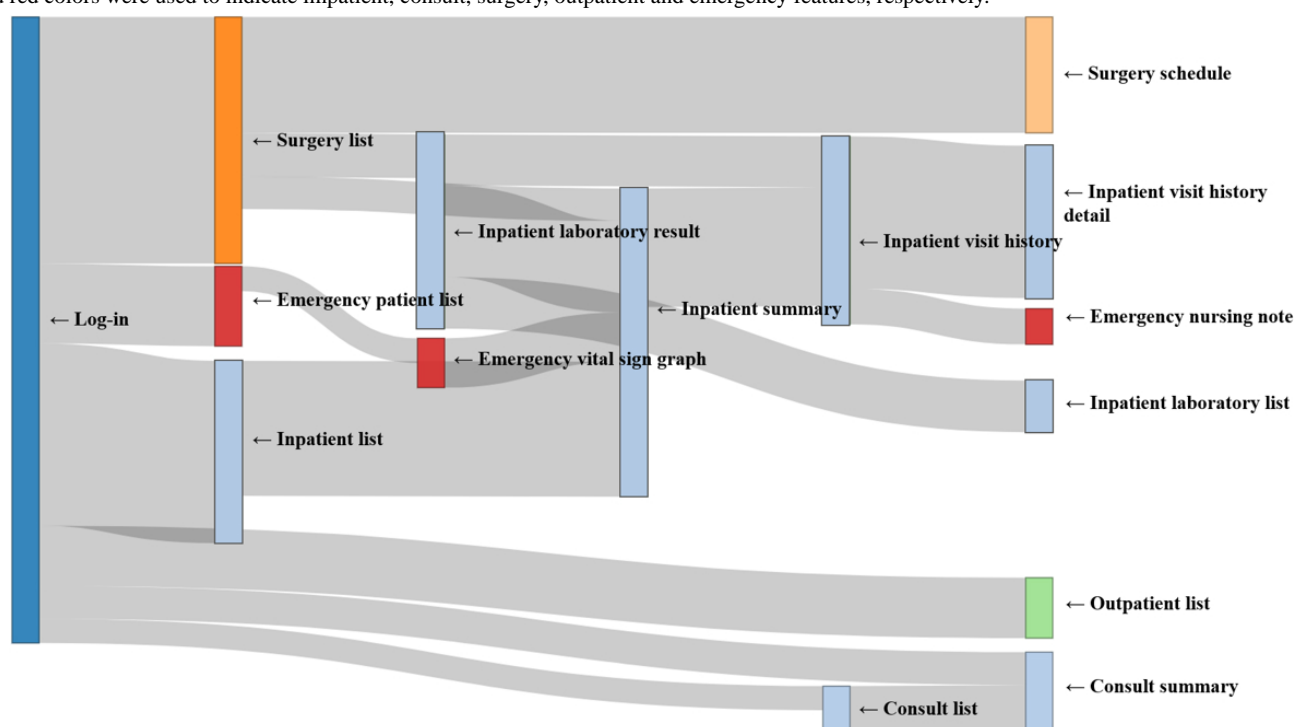 red colors were used to indicate inpatient, consult, surgery, outpatient and emergency features, respectively.
← Surgery schedule
← Surgery list
← Inpatient visit history
detail
← Inpatient laboratory result
← Inpatient visit history
← Emergency patient list
← Inpatient summary
← Emergency nursing note
← Log-in
← Emergency vital sign graph
← Inpatient laboratory list
← Inpatient list
← Outpatient list
← Consult summary
← Consult list